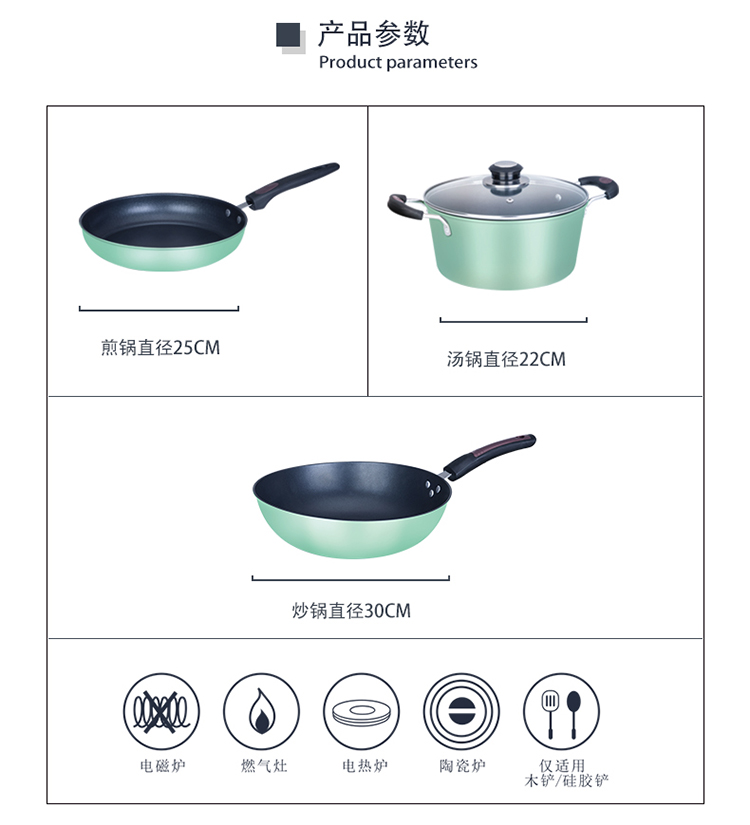 产品参数
Product parameters
煎锅直径25CM
汤锅直径22CM
炒锅直径30CM
电磁炉
燃气灶
电热炉
陶瓷炉
仅适用
木铲/硅胶铲